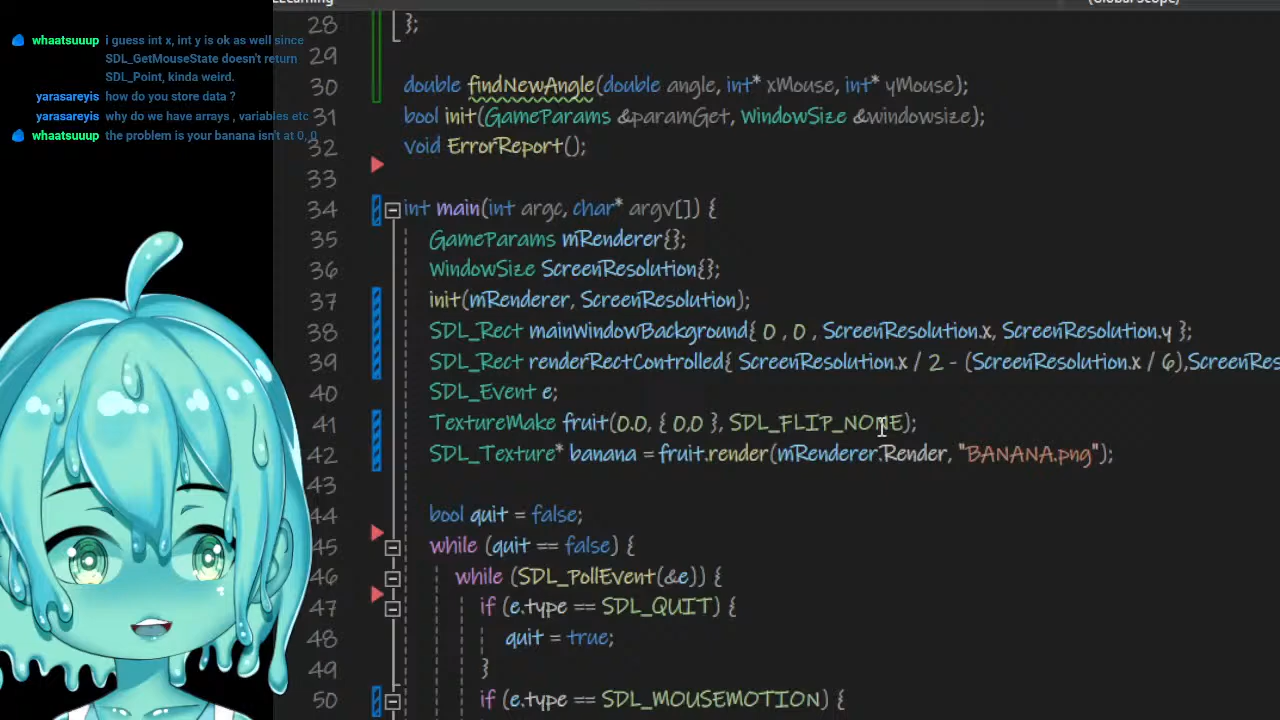 whaatsuuup i guess int x, int y is ok as well since
SDL_GetMouseState doesn't return
SDL_Point, kinda weird.
yarasareyis how do you store data ?
yarasareyis why do we have arrays , variables etc
whaatsuuup the problem is your banana isn't at 0, 0
28 };
29
30 double findNewAngle(double angle, int* xMouse, int* yMouse);
31 bool init(GameParams &paramGet, WindowSize &windowsize);
32 void ErrorReport();
33
34 int main(int argc, char* argv[]) {
35 GameParams mRenderer{};
36 WindowSize ScreenResolution{};
37 init(mRenderer, ScreenResolution);
38 SDL_Rect mainWindowBackground{ 0 , 0 , ScreenResolution.x, ScreenResolution.y };
39 SDL_Rect renderRectControlled{ ScreenResolution.x / 2 - (ScreenResolution.x / 6),ScreenRes
40 SDL_Event e;
41 TextureMake fruit(0.0, { 0,0 }, SDL_FLIP_NONE);
42 SDL_Texture* banana = fruit.render(mRenderer.Render, "BANANA.png");
43
44 bool quit = false;
45 while (quit == false) {
46 while (SDL_PollEvent(&e)) {
47 if (e.type == SDL_QUIT) {
48 quit = true;
49 }
50 if (e.type == SDL_MOUSEMOTION) {